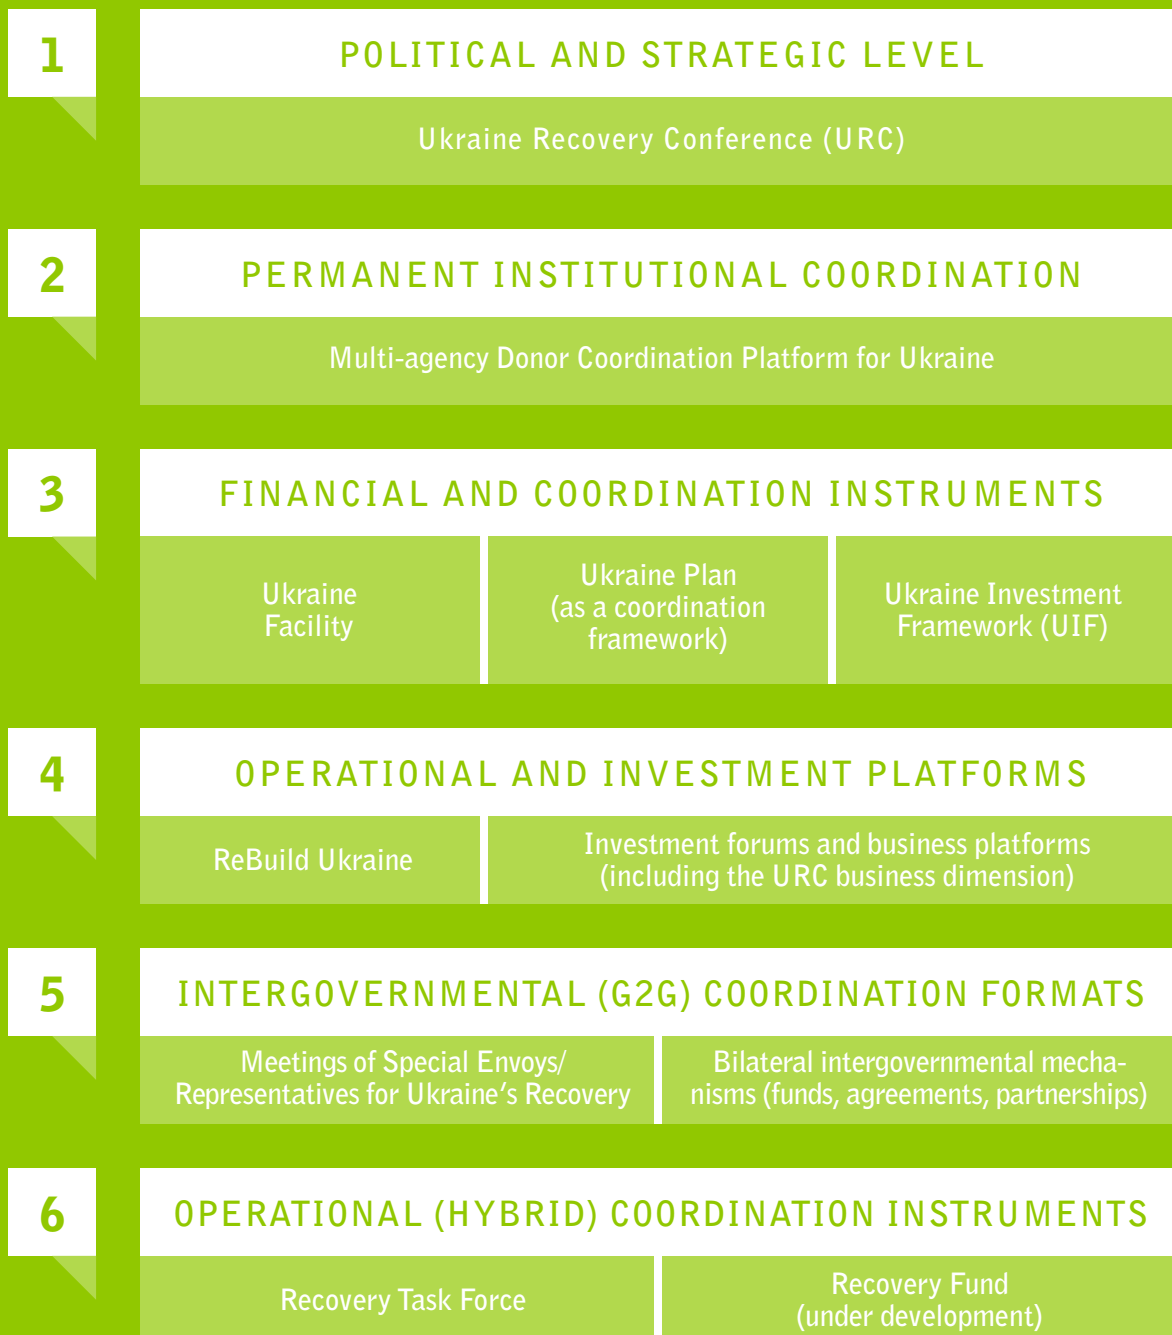 1
POLITICAL AND STRATEGIC LEVEL
Ukraine Recovery Conference (URC)
2
PERMANENT INSTITUTIONAL COORDINATION
Multi-agency Donor Coordination Platform for Ukraine
3
FINANCIAL AND COORDINATION INSTRUMENTS
Ukraine
Facility
Ukraine Plan
(as a coordination
framework)
Ukraine Investment
Framework (UIF)
4
OPERATIONAL AND INVESTMENT PLATFORMS
ReBuild Ukraine
Investment forums and business platforms
(including the URC business dimension)
5
INTERGOVERNMENTAL (G2G) COORDINATION FORMATS
Meetings of Special Envoys/
Representatives for Ukraine's Recovery
Bilateral intergovernmental mecha-
nisms (funds, agreements, partnerships)
6
OPERATIONAL (HYBRID) COORDINATION INSTRUMENTS
Recovery Task Force
Recovery Fund
(under development)